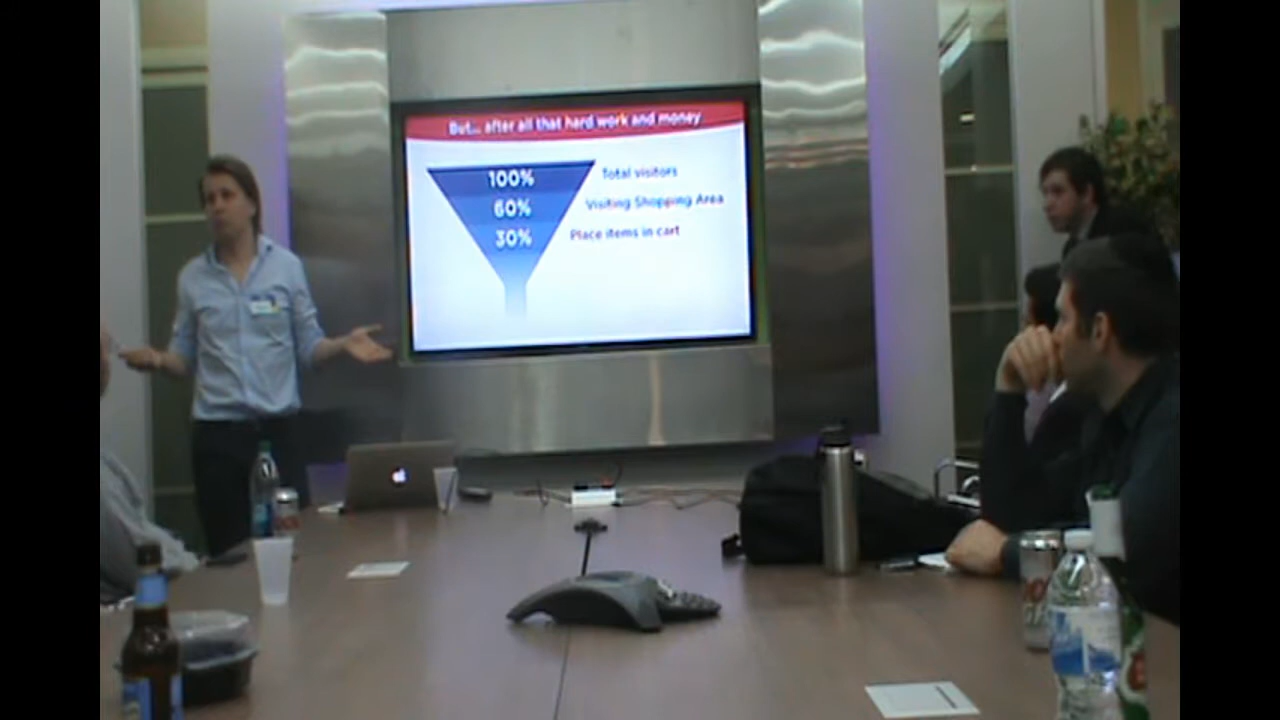 But... after all that hard work and money
100% Total visitors
60% Visiting Shopping Area
30% Place items in cart